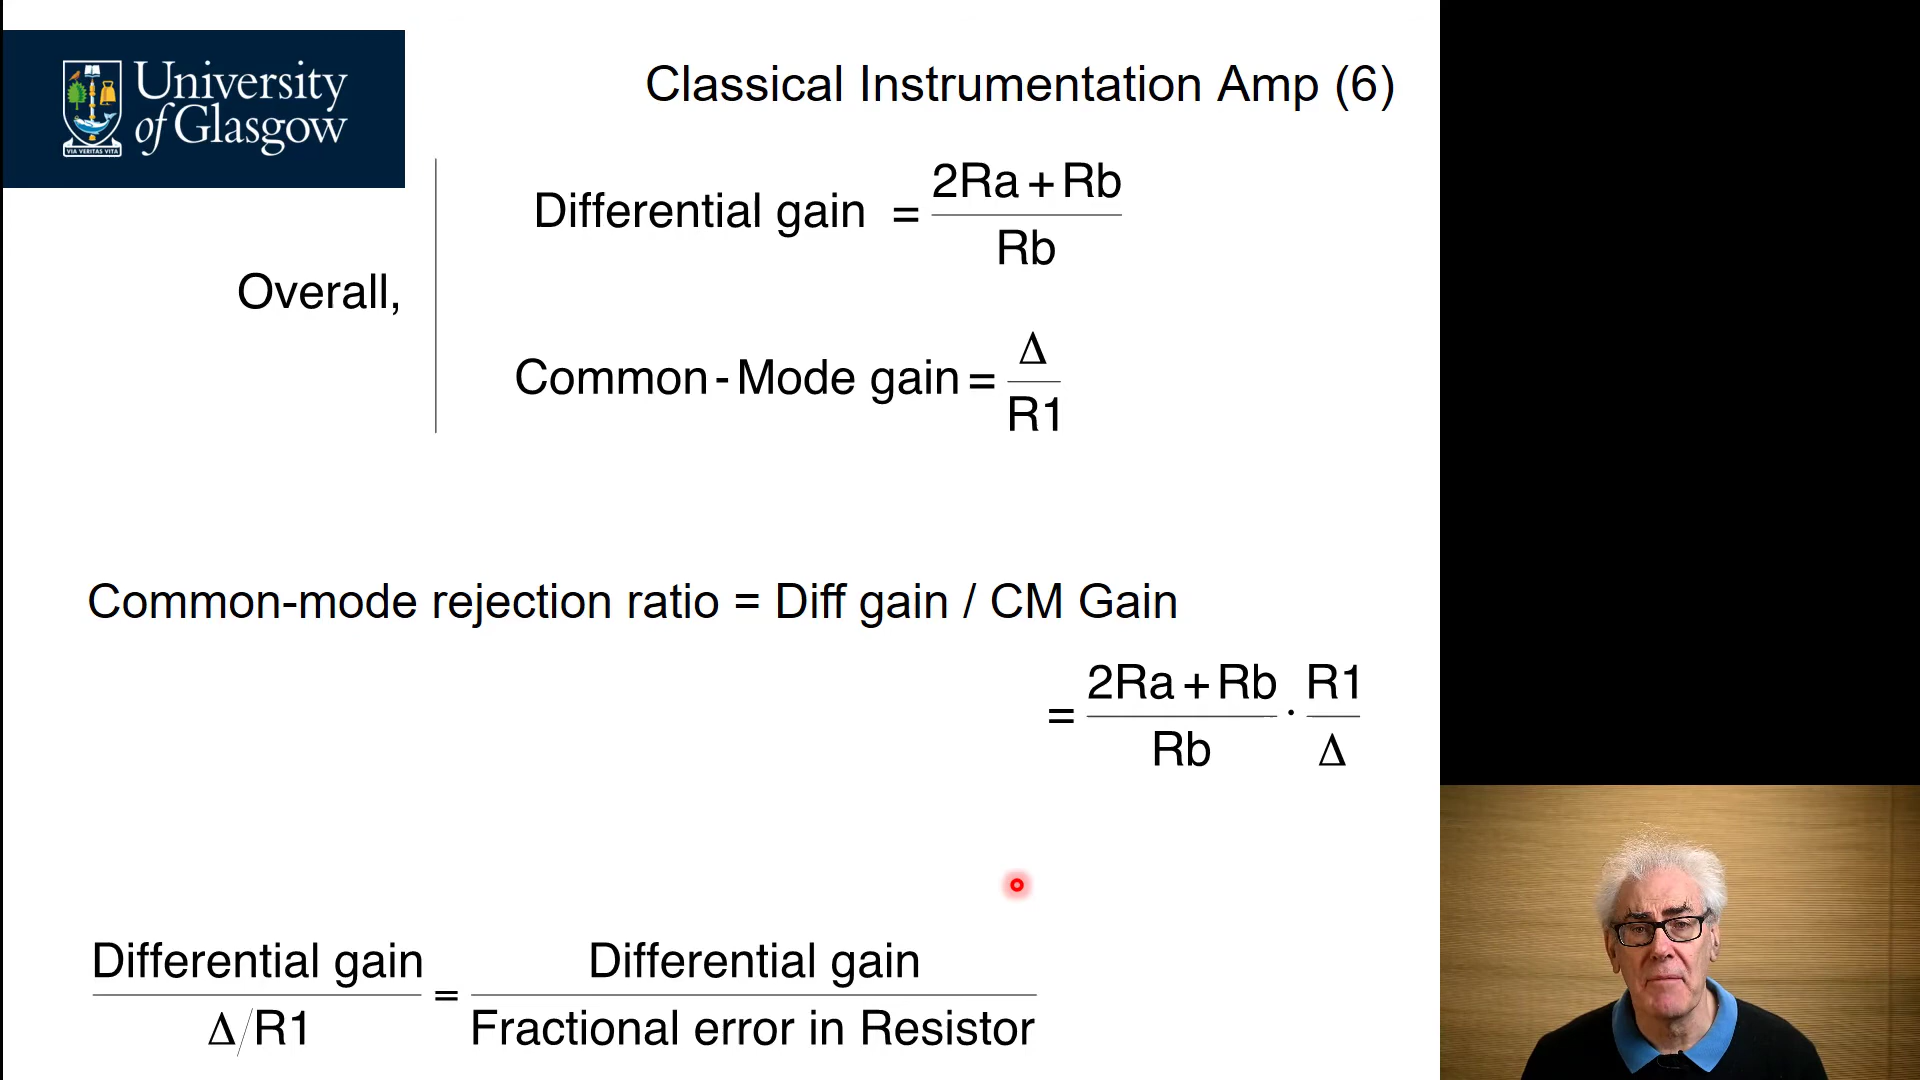 University
of Glasgow
VIA VERITAS VITA
Classical Instrumentation Amp (6)
Overall,
Differential gain = 2Ra + Rb / Rb
Common-Mode gain = Δ / R1
Common-mode rejection ratio = Diff gain / CM Gain
= 2Ra + Rb / Rb · R1 / Δ
Differential gain / Δ/R1 = Differential gain / Fractional error in Resistor